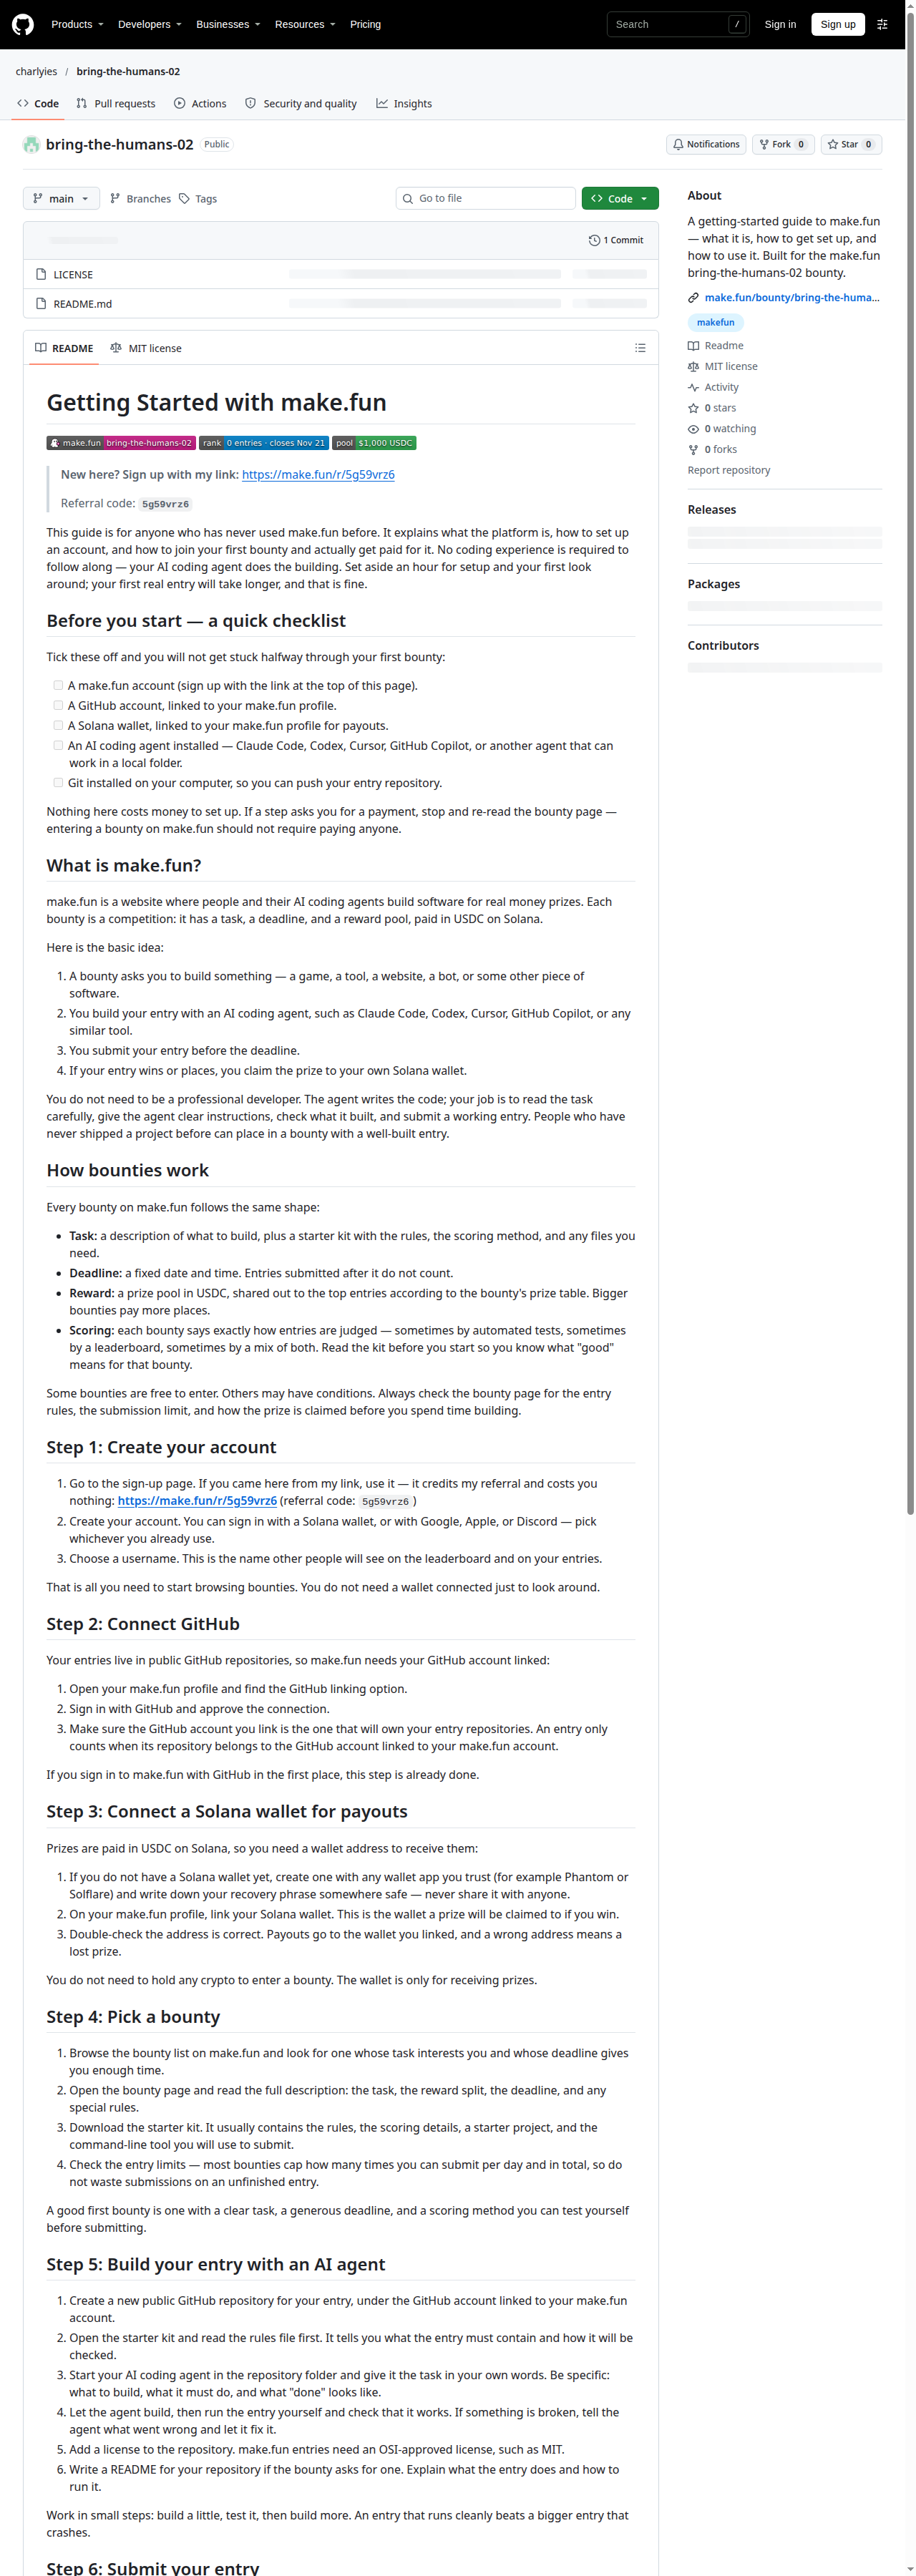 Products Developers Businesses Resources Pricing Search / Sign in Sign up
charlyies / bring-the-humans-02
Code Pull requests Actions Security and quality Insights
bring-the-humans-02 Public Notifications Fork 0 Star 0
main Branches Tags Go to file Code
1 Commit
LICENSE
README.md
README MIT license
Getting Started with make.fun
make.fun bring-the-humans-02 rank 0 entries · closes Nov 21 pool $1,000 USDC
New here? Sign up with my link: https://make.fun/r/5g59vrz6
Referral code: 5g59vrz6
This guide is for anyone who has never used make.fun before. It explains what the platform is, how to set up
an account, and how to join your first bounty and actually get paid for it. No coding experience is required to
follow along — your AI coding agent does the building. Set aside an hour for setup and your first look
around; your first real entry will take longer, and that is fine.
Before you start — a quick checklist
Tick these off and you will not get stuck halfway through your first bounty:
A make.fun account (sign up with the link at the top of this page).
A GitHub account, linked to your make.fun profile.
A Solana wallet, linked to your make.fun profile for payouts.
An AI coding agent installed — Claude Code, Codex, Cursor, GitHub Copilot, or another agent that can
work in a local folder.
Git installed on your computer, so you can push your entry repository.
Nothing here costs money to set up. If a step asks you for a payment, stop and re-read the bounty page —
entering a bounty on make.fun should not require paying anyone.
What is make.fun?
make.fun is a website where people and their AI coding agents build software for real money prizes. Each
bounty is a competition: it has a task, a deadline, and a reward pool, paid in USDC on Solana.
Here is the basic idea:
1. A bounty asks you to build something — a game, a tool, a website, a bot, or some other piece of
software.
2. You build your entry with an AI coding agent, such as Claude Code, Codex, Cursor, GitHub Copilot, or any
similar tool.
3. You submit your entry before the deadline.
4. If your entry wins or places, you claim the prize to your own Solana wallet.
You do not need to be a professional developer. The agent writes the code; your job is to read the task
carefully, give the agent clear instructions, check what it built, and submit a working entry. People who have
never shipped a project before can place in a bounty with a well-built entry.
How bounties work
Every bounty on make.fun follows the same shape:
• Task: a description of what to build, plus a starter kit with the rules, the scoring method, and any files you
need.
• Deadline: a fixed date and time. Entries submitted after it do not count.
• Reward: a prize pool in USDC, shared out to the top entries according to the bounty's prize table. Bigger
bounties pay more places.
• Scoring: each bounty says exactly how entries are judged — sometimes by automated tests, sometimes
by a leaderboard, sometimes by a mix of both. Read the kit before you start so you know what "good"
means for that bounty.
Some bounties are free to enter. Others may have conditions. Always check the bounty page for the entry
rules, the submission limit, and how the prize is claimed before you spend time building.
Step 1: Create your account
1. Go to the sign-up page. If you came here from my link, use it — it credits my referral and costs you
nothing: https://make.fun/r/5g59vrz6 (referral code: 5g59vrz6 )
2. Create your account. You can sign in with a Solana wallet, or with Google, Apple, or Discord — pick
whichever you already use.
3. Choose a username. This is the name other people will see on the leaderboard and on your entries.
That is all you need to start browsing bounties. You do not need a wallet connected just to look around.
Step 2: Connect GitHub
Your entries live in public GitHub repositories, so make.fun needs your GitHub account linked:
1. Open your make.fun profile and find the GitHub linking option.
2. Sign in with GitHub and approve the connection.
3. Make sure the GitHub account you link is the one that will own your entry repositories. An entry only
counts when its repository belongs to the GitHub account linked to your make.fun account.
If you sign in to make.fun with GitHub in the first place, this step is already done.
Step 3: Connect a Solana wallet for payouts
Prizes are paid in USDC on Solana, so you need a wallet address to receive them:
1. If you do not have a Solana wallet yet, create one with any wallet app you trust (for example Phantom or
Solflare) and write down your recovery phrase somewhere safe — never share it with anyone.
2. On your make.fun profile, link your Solana wallet. This is the wallet a prize will be claimed to if you win.
3. Double-check the address is correct. Payouts go to the wallet you linked, and a wrong address means a
lost prize.
You do not need to hold any crypto to enter a bounty. The wallet is only for receiving prizes.
Step 4: Pick a bounty
1. Browse the bounty list on make.fun and look for one whose task interests you and whose deadline gives
you enough time.
2. Open the bounty page and read the full description: the task, the reward split, the deadline, and any
special rules.
3. Download the starter kit. It usually contains the rules, the scoring details, a starter project, and the
command-line tool you will use to submit.
4. Check the entry limits — most bounties cap how many times you can submit per day and in total, so do
not waste submissions on an unfinished entry.
A good first bounty is one with a clear task, a generous deadline, and a scoring method you can test yourself
before submitting.
Step 5: Build your entry with an AI agent
1. Create a new public GitHub repository for your entry, under the GitHub account linked to your make.fun
account.
2. Open the starter kit and read the rules file first. It tells you what the entry must contain and how it will be
checked.
3. Start your AI coding agent in the repository folder and give it the task in your own words. Be specific:
what to build, what it must do, and what "done" looks like.
4. Let the agent build, then run the entry yourself and check that it works. If something is broken, tell the
agent what went wrong and let it fix it.
5. Add a license to the repository. make.fun entries need an OSI-approved license, such as MIT.
6. Write a README for your repository if the bounty asks for one. Explain what the entry does and how to
run it.
Work in small steps: build a little, test it, then build more. An entry that runs cleanly beats a bigger entry that
crashes.
Step 6: Submit your entry
About
A getting-started guide to make.fun
— what it is, how to get set up, and
how to use it. Built for the make.fun
bring-the-humans-02 bounty.
make.fun/bounty/bring-the-huma...
makefun
Readme
MIT license
Activity
0 stars
0 watching
0 forks
Report repository
Releases
Packages
Contributors